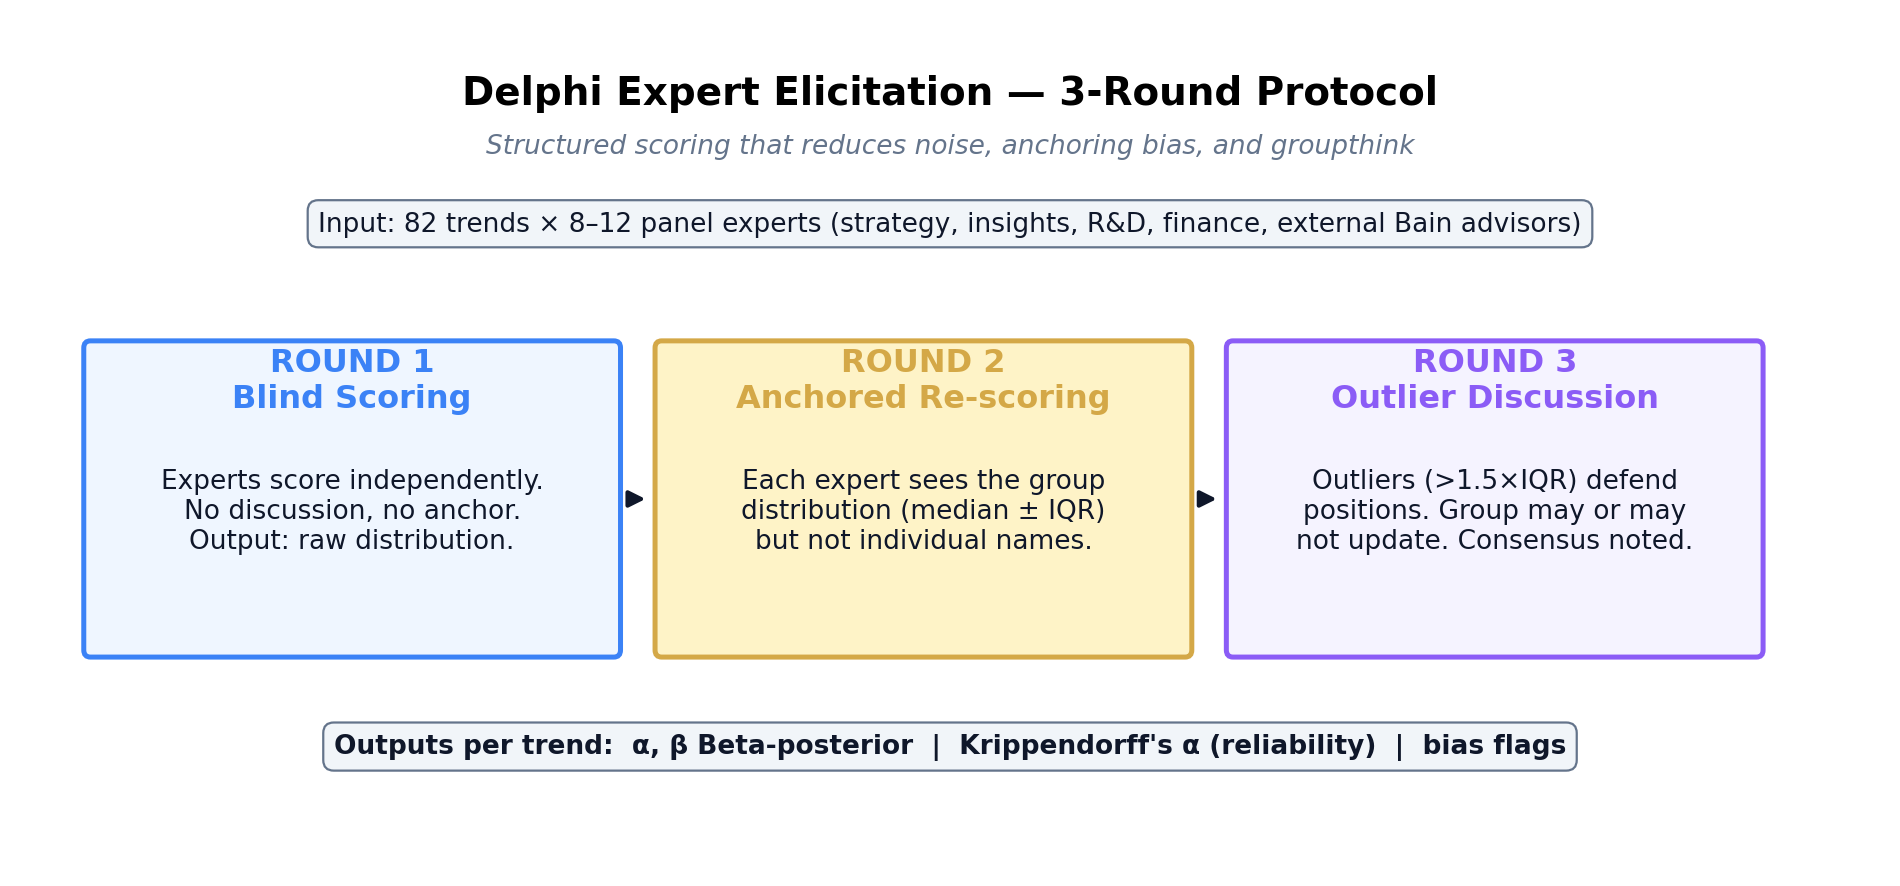 Delphi Expert Elicitation — 3-Round Protocol
Structured scoring that reduces noise, anchoring bias, and groupthink
Input: 82 trends × 8–12 panel experts (strategy, insights, R&D, finance, external Bain advisors)
ROUND 1
Blind Scoring
Experts score independently.
No discussion, no anchor.
Output: raw distribution.
ROUND 2
Anchored Re-scoring
Each expert sees the group
distribution (median ± IQR)
but not individual names.
ROUND 3
Outlier Discussion
Outliers (>1.5×IQR) defend
positions. Group may or may
not update. Consensus noted.
Outputs per trend:  α, β Beta-posterior  |  Krippendorff's α (reliability)  |  bias flags